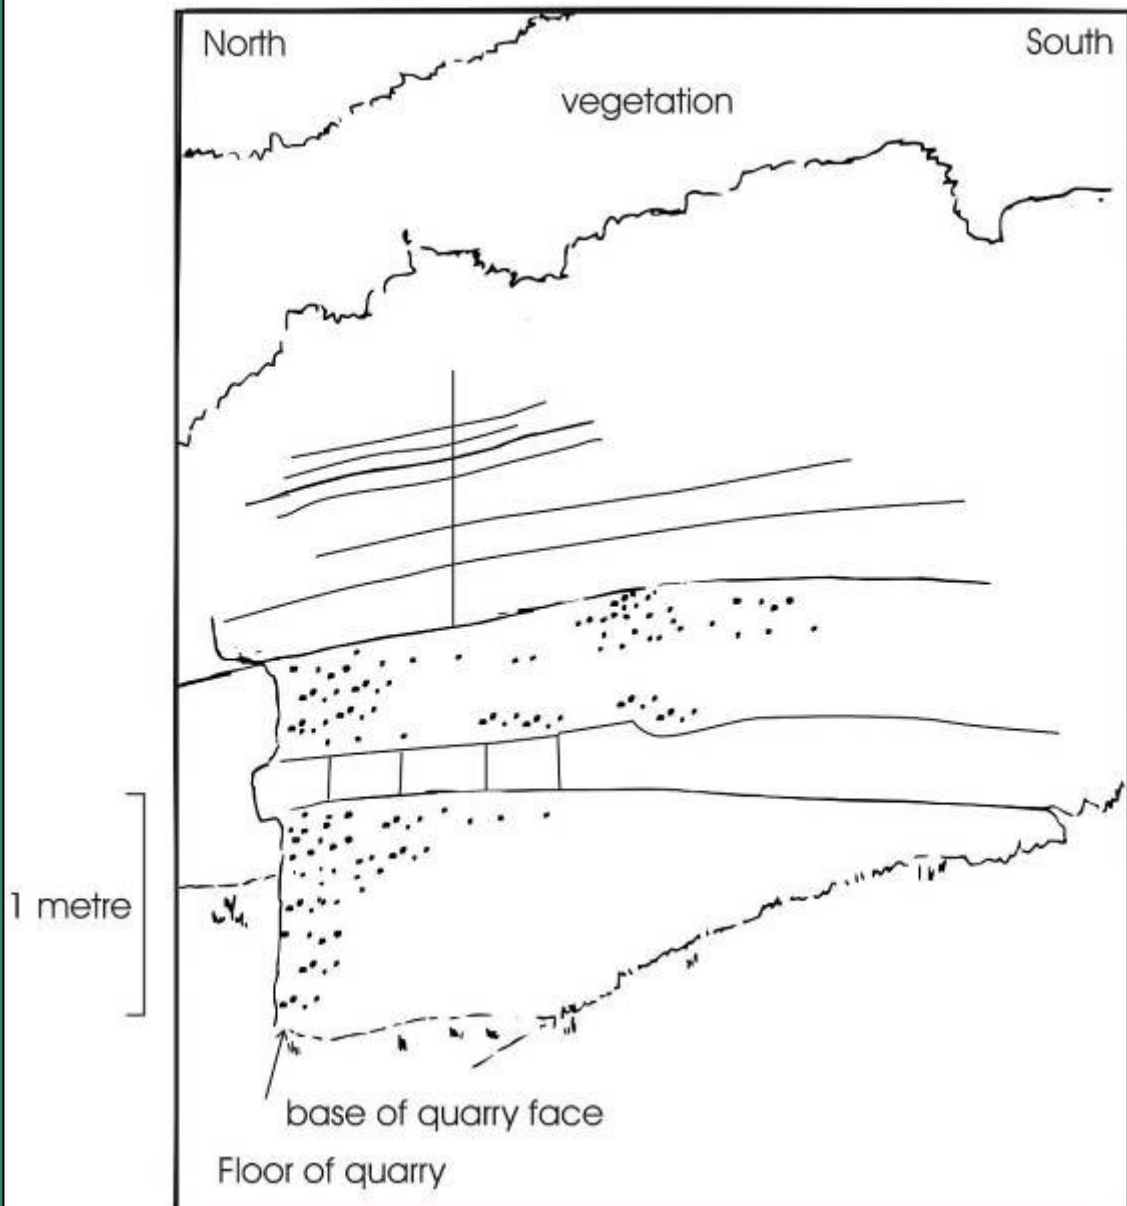 North
South
vegetation
1 metre
base of quarry face
Floor of quarry